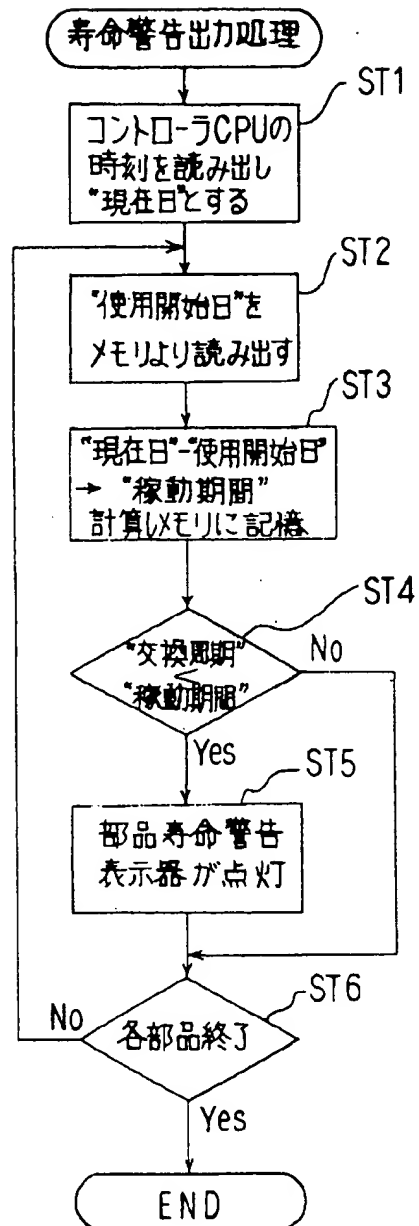 寿命警告出力処理
ST1
コントローラCPUの
時刻を読み出し
"現在日"とする
ST2
"使用開始日"を
メモリより読み出す
ST3
"現在日"-"使用開始日"
→ "稼動期間"
計算しメモリに記憶
ST4
"交換周期"
<
"稼動期間"
No
Yes
ST5
部品寿命警告
表示器が点灯
ST6
No
各部品終了
Yes
END